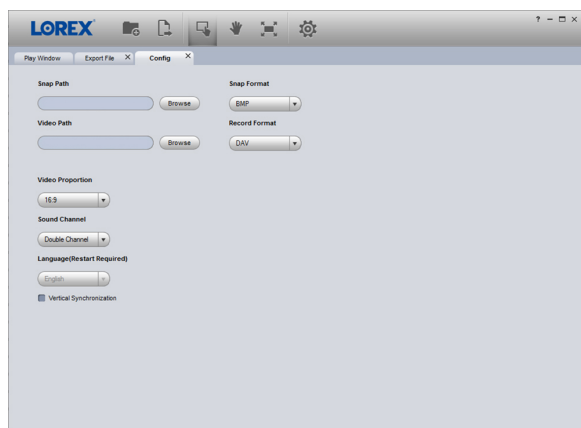 LOREX
? – □ ×
Play Window Export File X Config X
Snap Path Snap Format
Browse BMP
Video Path Record Format
Browse DAV
Video Proportion
16:9
Sound Channel
Double Channel
Language(Restart Required)
English
Vertical Synchronization